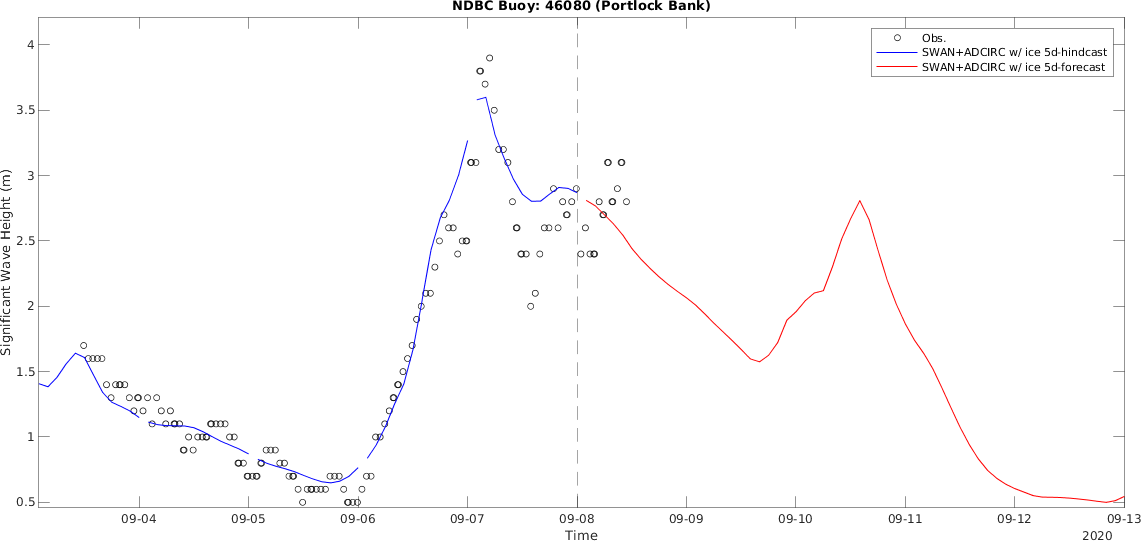 NDBC Buoy: 46080 (Portlock Bank)
Obs.
SWAN+ADCIRC w/ ice 5d-hindcast
SWAN+ADCIRC w/ ice 5d-forecast
Significant Wave Height (m)
4
3.5
3
2.5
2
1.5
1
0.5
09-04 09-05 09-06 09-07 09-08 09-09 09-10 09-11 09-12 09-13
Time
2020